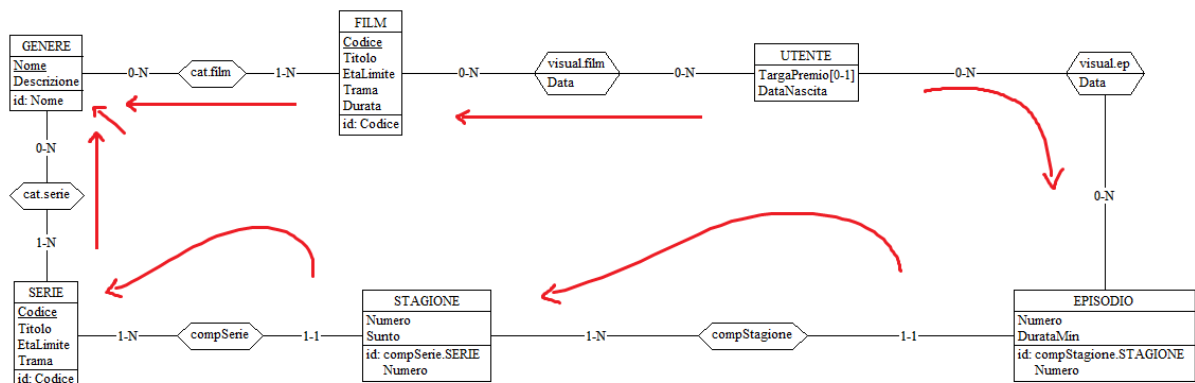 GENERE
Nome
Descrizione
id: Nome
0-N
cat.film
1-N
FILM
Codice
Titolo
EtaLimite
Trama
Durata
id: Codice
0-N
visual.film
Data
0-N
UTENTE
TargaPremio[0-1]
DataNascita
0-N
visual.ep
Data
0-N
cat.serie
1-N
0-N
SERIE
Codice
Titolo
EtaLimite
Trama
id: Codice
1-N
compSerie
1-1
STAGIONE
Numero
Sunto
id: compSerie.SERIE
Numero
1-N
compStagione
1-1
EPISODIO
Numero
DurataMin
id: compStagione.STAGIONE
Numero